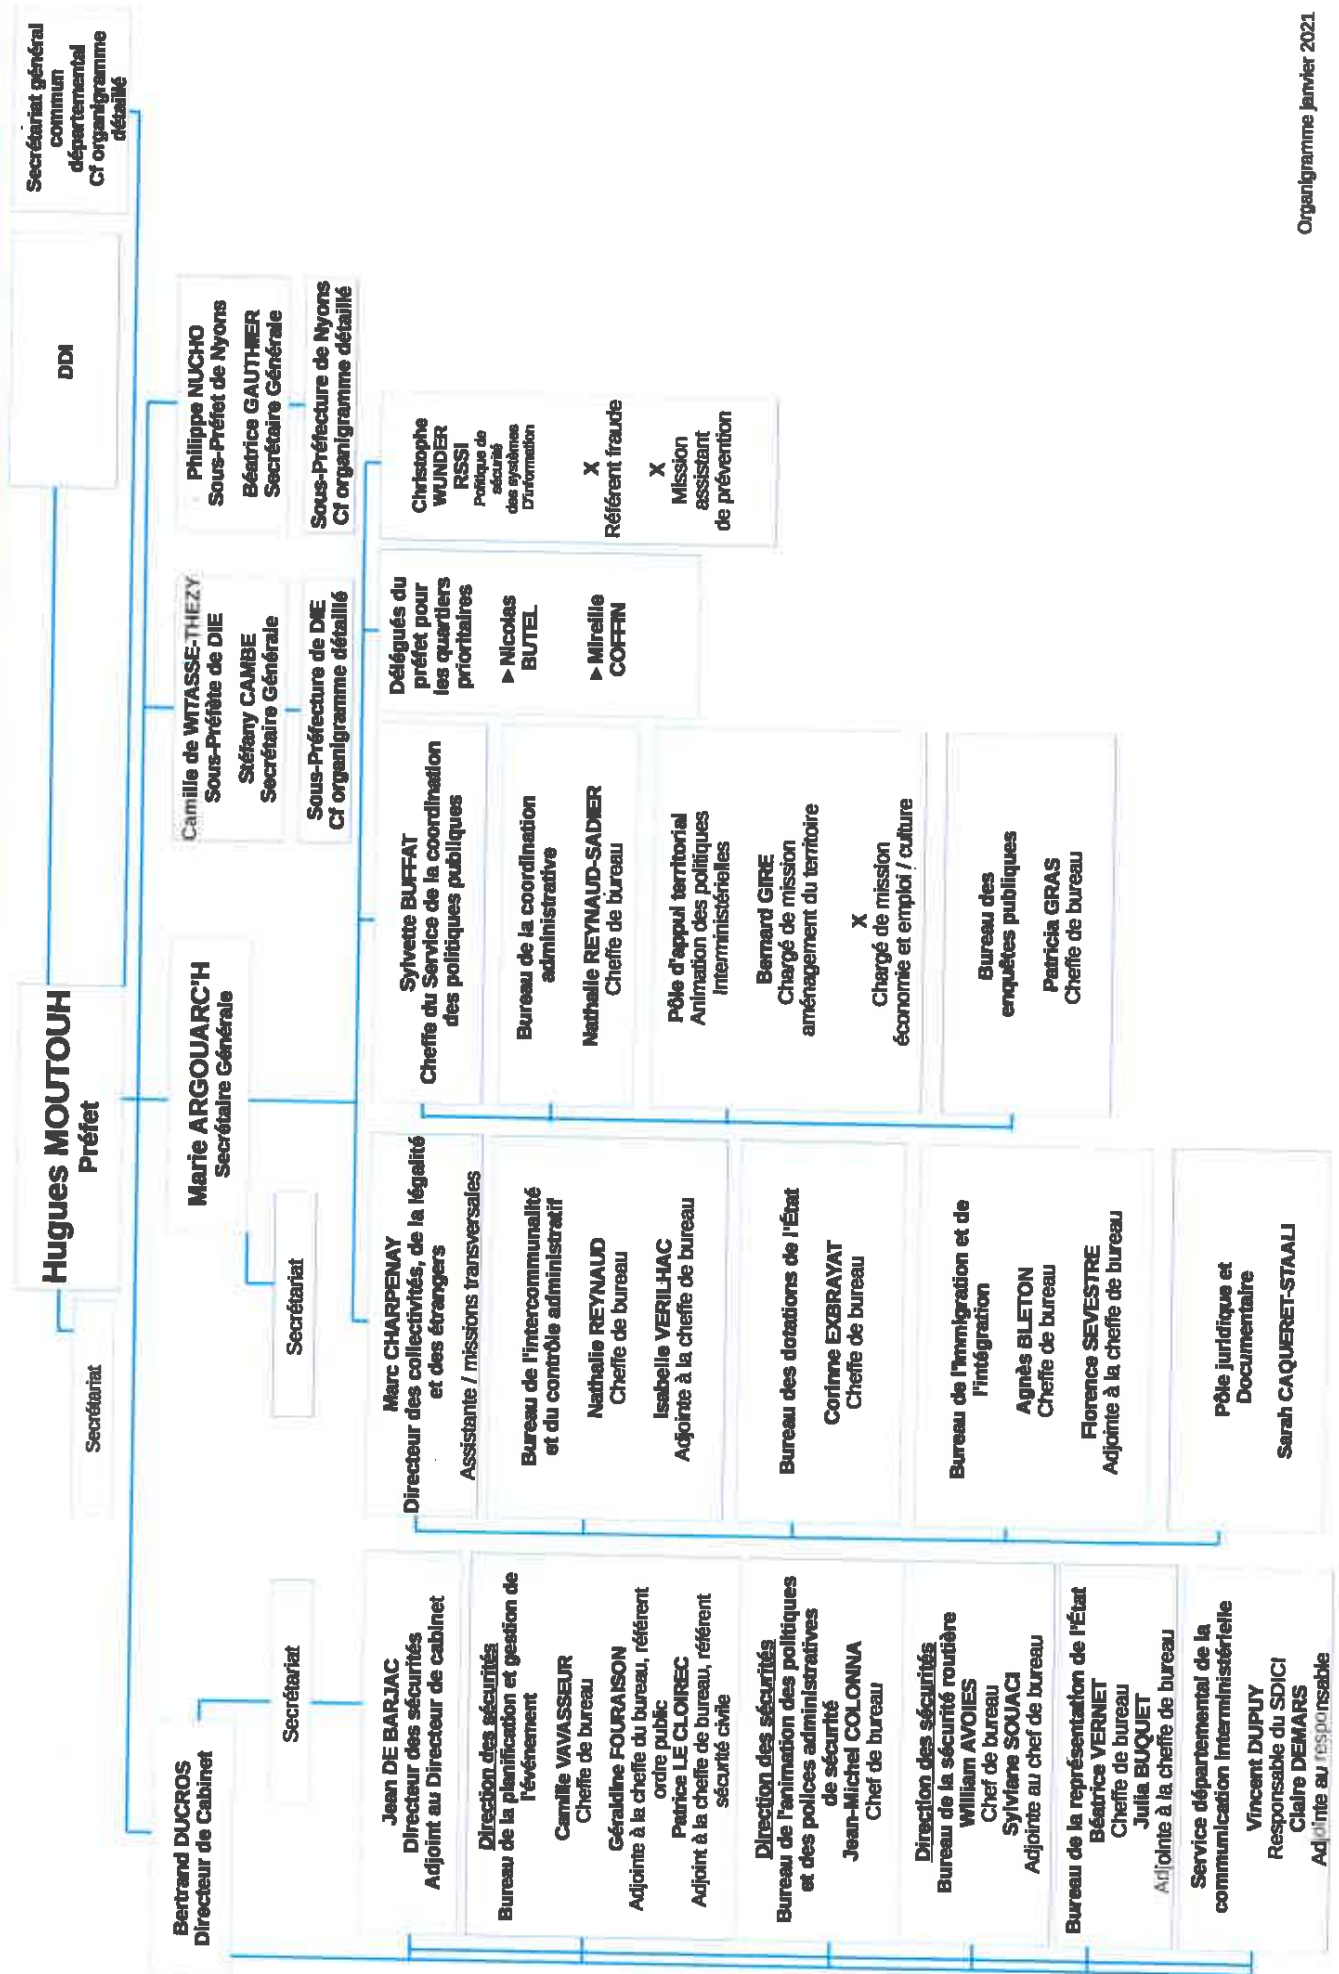 Hugues MOUTOUH
Préfet
Secrétariat
DDI
Secrétariat général
commun
départemental
Cf organigramme
détaillé
Bertrand DUCROS
Directeur de Cabinet
Secrétariat
Marie ARGOUARC'H
Secrétaire Générale
Secrétariat
Camille de WITASSE-THEZY
Sous-Préfète de DIE
Stéfany CAMBE
Secrétaire Générale
Sous-Préfecture de DIE
Cf organigramme détaillé
Philippe NUCHO
Sous-Préfet de Nyons
Béatrice GAUTHIER
Secrétaire Générale
Sous-Préfecture de Nyons
Cf organigramme détaillé
Jean DE BARJAC
Directeur des sécurités
Adjoint au Directeur de cabinet
Direction des sécurités
Bureau de la planification et gestion de
l'événement
Camille VAVASSEUR
Cheffe de bureau
Géraldine FOURAISON
Adjointe à la cheffe du bureau, référent
ordre public
Patrice LE CLOIREC
Adjoint à la cheffe de bureau, référent
sécurité civile
Direction des sécurités
Bureau de l'animation des politiques
et des polices administratives
de sécurité
Jean-Michel COLONNA
Chef de bureau
Direction des sécurités
Bureau de la sécurité routière
William AVOIES
Chef de bureau
Sylviane SOUACI
Adjointe au chef de bureau
Bureau de la représentation de l'État
Béatrice VERNET
Cheffe de bureau
Julia BUQUET
Adjointe à la cheffe de bureau
Service départemental de la
communication interministérielle
Vincent DUPUY
Responsable du SDICI
Claire DEMARS
Adjointe au responsable
Marc CHARPENAY
Directeur des collectivités, de la légalité
et des étrangers
Assistante / missions transversales
Bureau de l'intercommunalité
et du contrôle administratif
Nathalie REYNAUD
Cheffe de bureau
Isabelle VERILHAC
Adjointe à la cheffe de bureau
Bureau des dotations de l'État
Corinne EXBRAYAT
Cheffe de bureau
Bureau de l'immigration et de
l'intégration
Agnès BLETON
Cheffe de bureau
Florence SEVESTRE
Adjointe à la cheffe de bureau
Pôle juridique et
Documentaire
Sarah CAQUERET-STAALI
Sylvette BUFFAT
Cheffe du Service de la coordination
des politiques publiques
Bureau de la coordination
administrative
Nathalie REYNAUD-SADIER
Cheffe de bureau
Pôle d'appui territorial
Animation des politiques
Interministérielles
Bernard GIRE
Chargé de mission
aménagement du territoire
X
Chargé de mission
économie et emploi / culture
Bureau des
enquêtes publiques
Patricia GRAS
Cheffe de bureau
Délégués du
préfet pour
les quartiers
prioritaires
►Nicolas
BUTEL
►Mireille
COFFIN
Christophe
WUNDER
RSSI
Politique de
sécurité
des systèmes
D'information
X
Référent fraude
X
Mission
assistant
de prévention
Organigramme janvier 2021